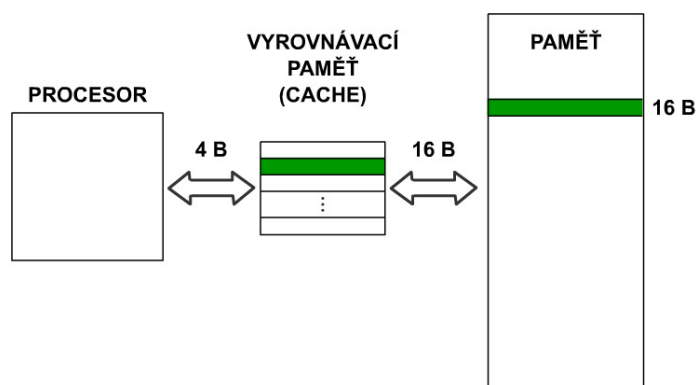 PROCESOR
VYROVNÁVACÍ
PAMĚŤ
(CACHE)
PAMĚŤ
4 B
16 B
16 B